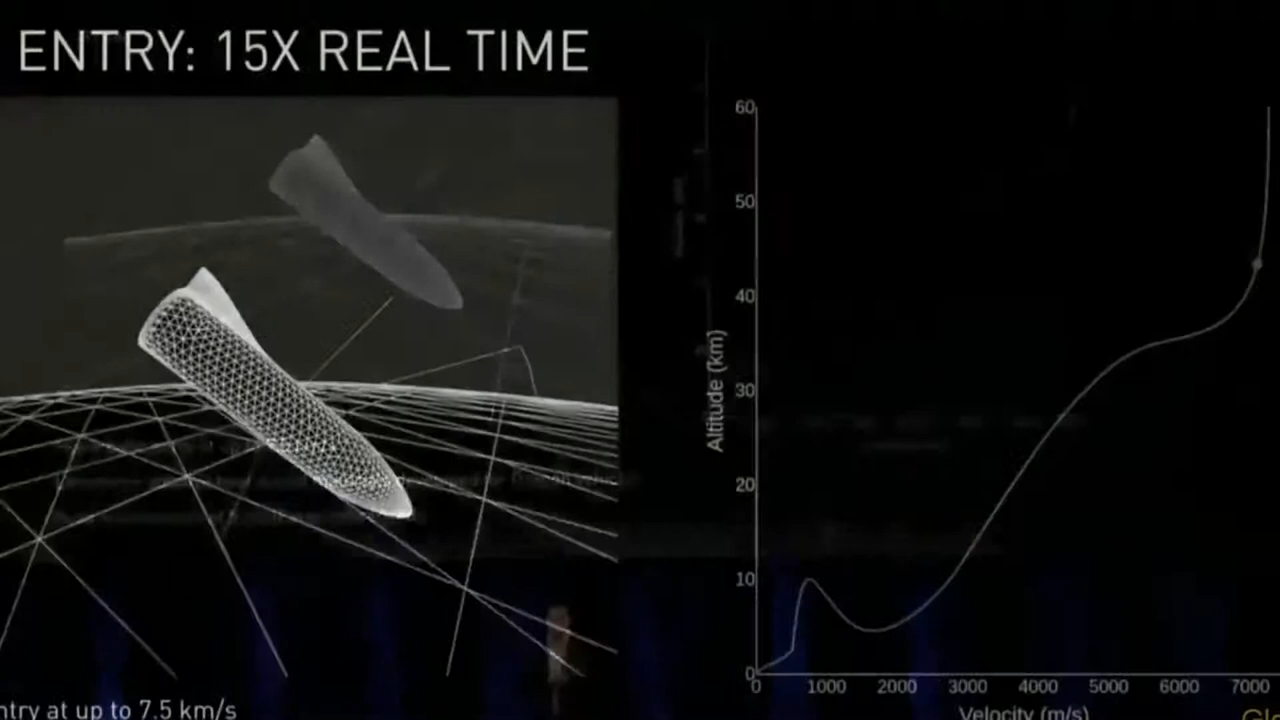 ENTRY: 15X REAL TIME
60
50
40
30
20
10
0
Altitude (km)
0 1000 2000 3000 4000 5000 6000 7000
Velocity (m/s)
ntry at up to 7.5 km/s